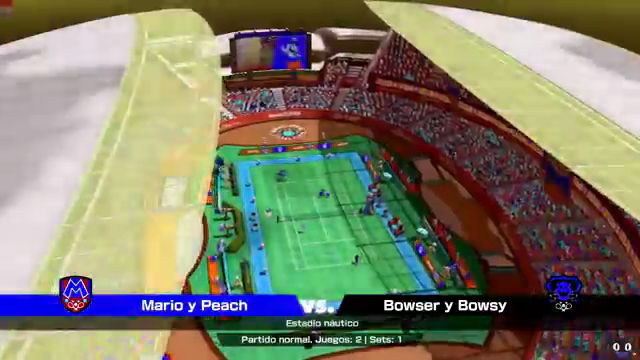 Mario y Peach vs. Bowser y Bowsy
Estadio náutico
Partido normal. Juegos: 2 | Sets: 1
0 0